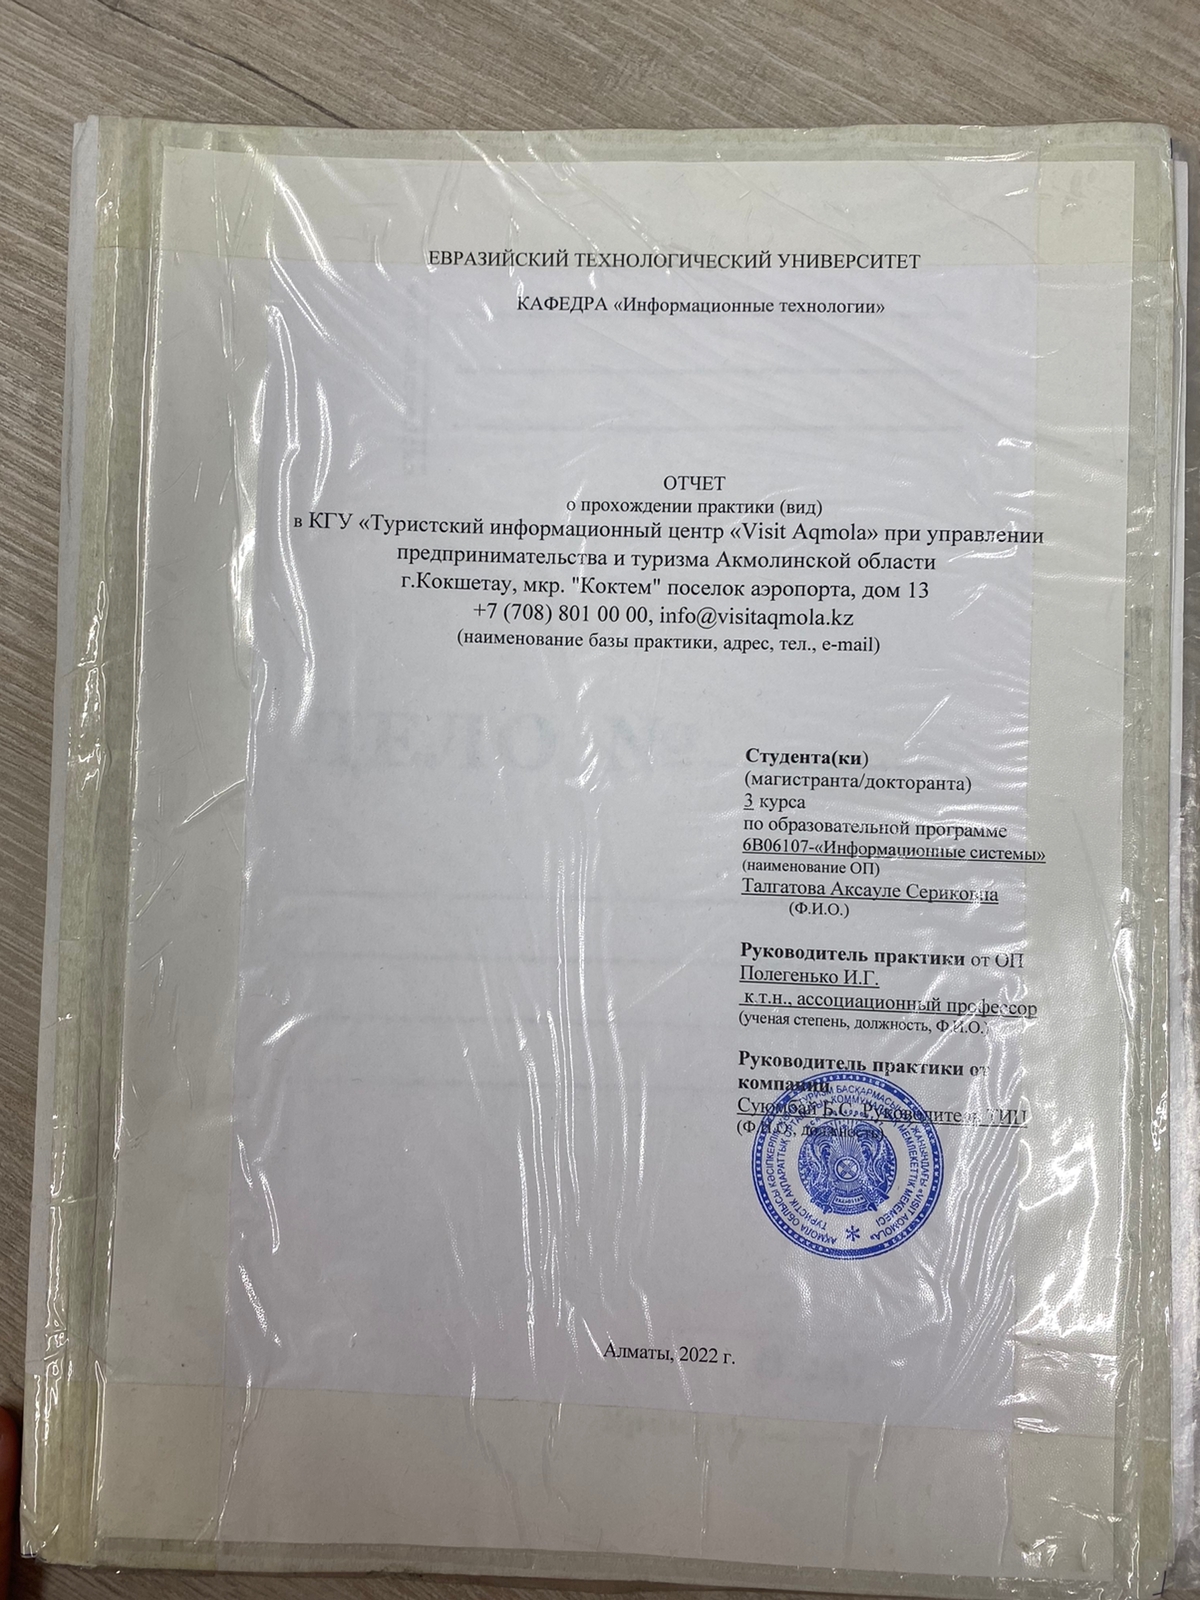 ЕВРАЗИЙСКИЙ ТЕХНОЛОГИЧЕСКИЙ УНИВЕРСИТЕТ
КАФЕДРА «Информационные технологии»
ОТЧЕТ
о прохождении практики (вид)
в КГУ «Туристский информационный центр «Visit Aqmola» при управлении
предпринимательства и туризма Акмолинской области
г.Кокшетау, мкр. "Коктем" поселок аэропорта, дом 13
+7 (708) 801 00 00, info@visitaqmola.kz
(наименование базы практики, адрес, тел., e-mail)
ДЕЛО №
Студента(ки)
(магистранта/докторанта)
3 курса
по образовательной программе
6В06107-«Информационные системы»
(наименование ОП)
Талгатова Аксауле Сериковна
(Ф.И.О.)
Руководитель практики от ОП
Полегенько И.Г.
к.т.н., ассоциационный профессор
(ученая степень, должность, Ф.И.О.)
Руководитель практики от
компании
Суюмбай Б.С. Руководитель ТИЦ
(Ф.И.О., должность)
Алматы, 2022 г.